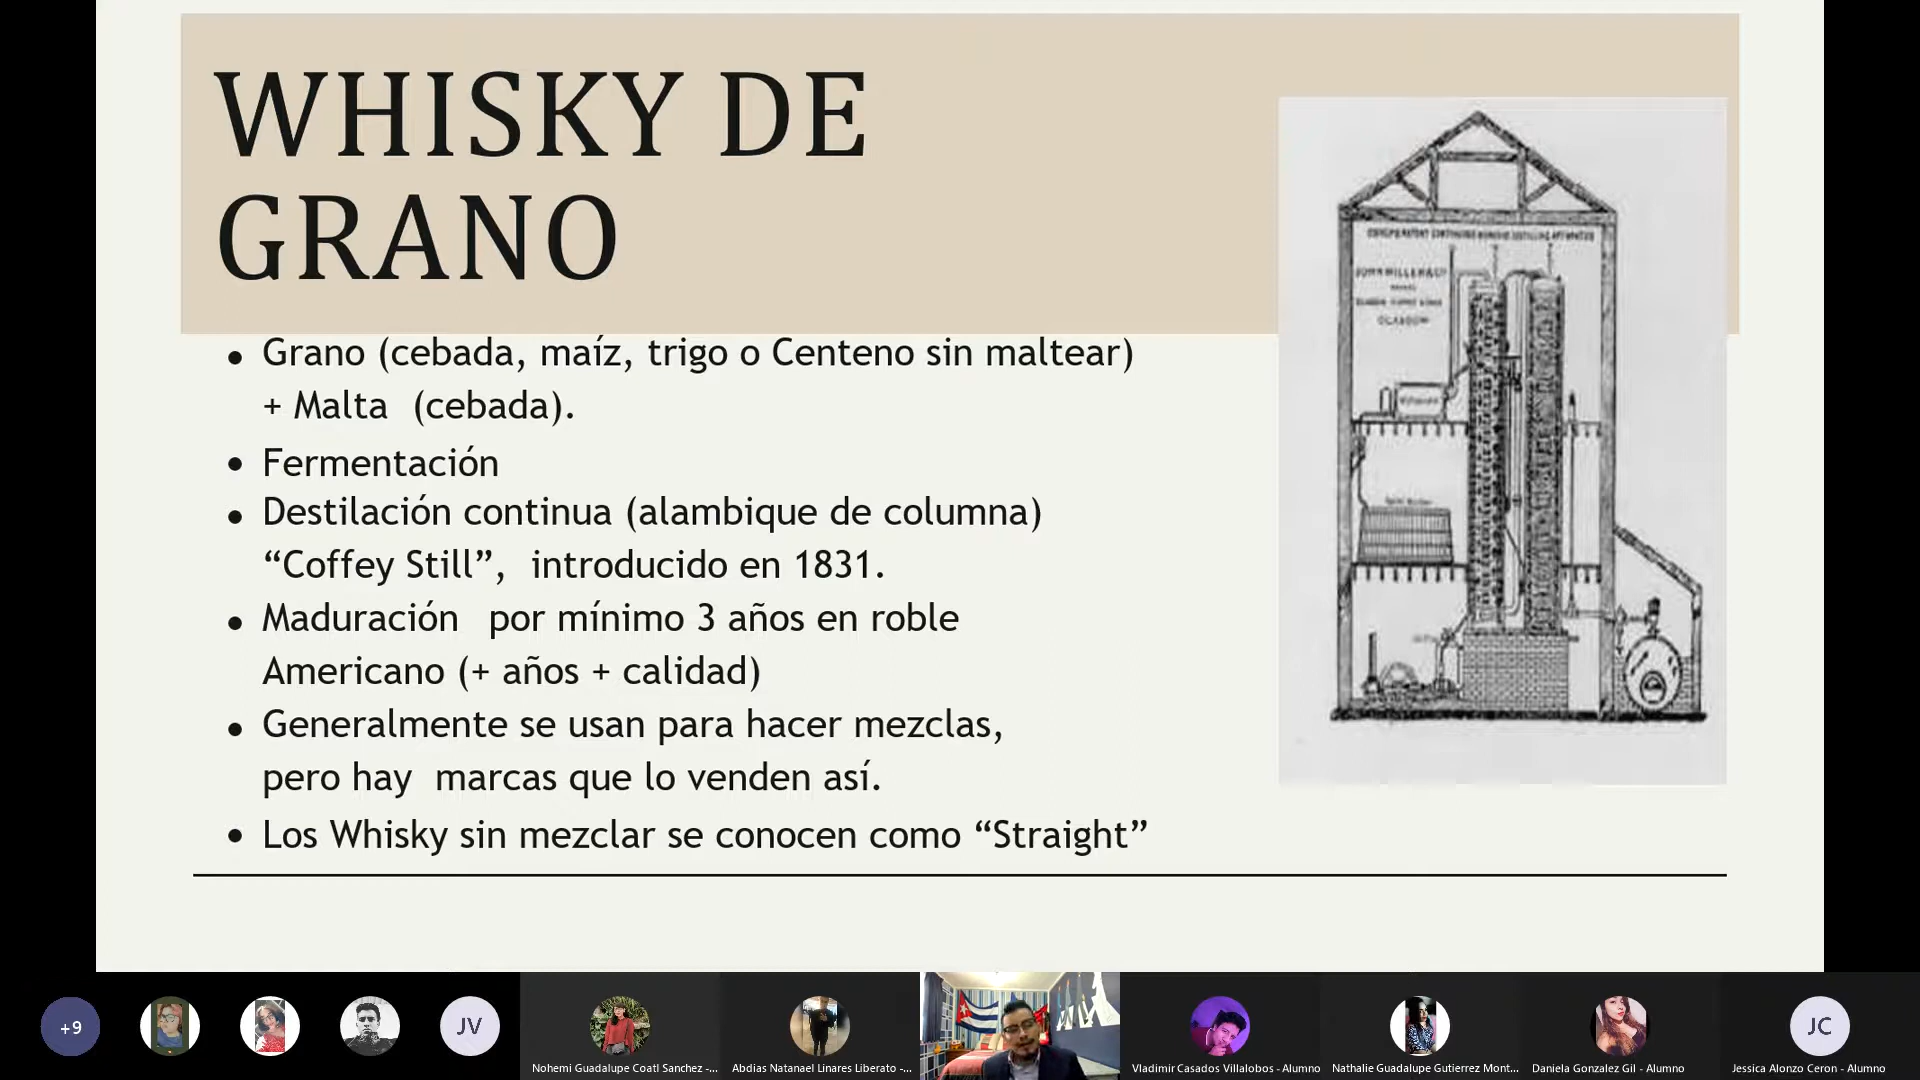 WHISKY DE
GRANO
JOHN MILLER & Cº
GLASGOW
• Grano (cebada, maíz, trigo o Centeno sin maltear)
+ Malta (cebada).
• Fermentación
• Destilación continua (alambique de columna)
“Coffey Still”, introducido en 1831.
• Maduración por mínimo 3 años en roble
Americano (+ años + calidad)
• Generalmente se usan para hacer mezclas,
pero hay marcas que lo venden así.
• Los Whisky sin mezclar se conocen como “Straight”
+9
JV
Nohemi Guadalupe Coatl Sanchez -...
Abdias Natanael Linares Liberato -...
Vladimir Casados Villalobos - Alumno
Nathalie Guadalupe Gutierrez Mont...
Daniela Gonzalez Gil - Alumno
JC
Jessica Alonzo Ceron - Alumno